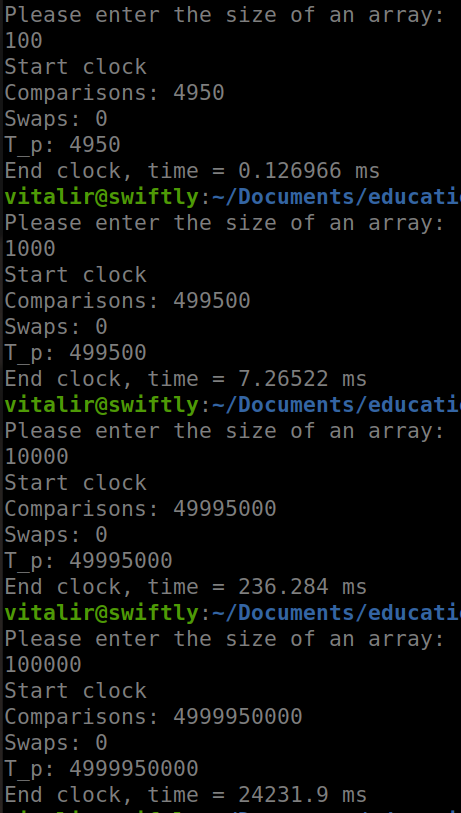 Please enter the size of an array:
100
Start clock
Comparisons: 4950
Swaps: 0
T_p: 4950
End clock, time = 0.126966 ms
vitalir@swiftly:~/Documents/educati
Please enter the size of an array:
1000
Start clock
Comparisons: 499500
Swaps: 0
T_p: 499500
End clock, time = 7.26522 ms
vitalir@swiftly:~/Documents/educati
Please enter the size of an array:
10000
Start clock
Comparisons: 49995000
Swaps: 0
T_p: 49995000
End clock, time = 236.284 ms
vitalir@swiftly:~/Documents/educati
Please enter the size of an array:
100000
Start clock
Comparisons: 4999950000
Swaps: 0
T_p: 4999950000
End clock, time = 24231.9 ms